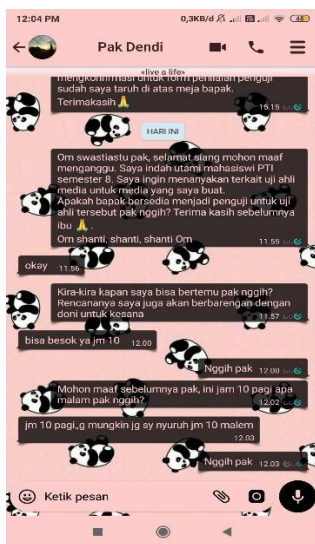 12:04 PM
0,3KB/d
48
Pak Dendi
«live a life»
mengkonfirmasi untuk form penilaian penguji
sudah saya taruh di atas meja bapak.
Terimakasih🙏
15.15
HARI INI
Om swastiastu pak, selamat siang mohon maaf
menganggu. Saya indah utami mahasiswi PTI
semester 8. Saya ingin menanyakan terkait uji ahli
media untuk media yang saya buat.
Apakah bapak bersedia menjadi penguji untuk uji
ahli tersebut pak nggih? Terima kasih sebelumnya
ibu 🙏 .
Om shanti, shanti, shanti Om
11.55
okay 11.56
Kira-kira kapan saya bisa bertemu pak nggih?
Rencananya saya juga akan berbarengan dengan
doni untuk kesana
11.57
bisa besok ya jm 10 12.00
Nggih pak 12.00
Mohon maaf sebelumnya pak, ini jam 10 pagi apa
malam pak nggih?
12.02
jm 10 pagi,,g mungkin jg sy nyuruh jm 10 malem
12.03
Nggih pak 12.03
Ketik pesan